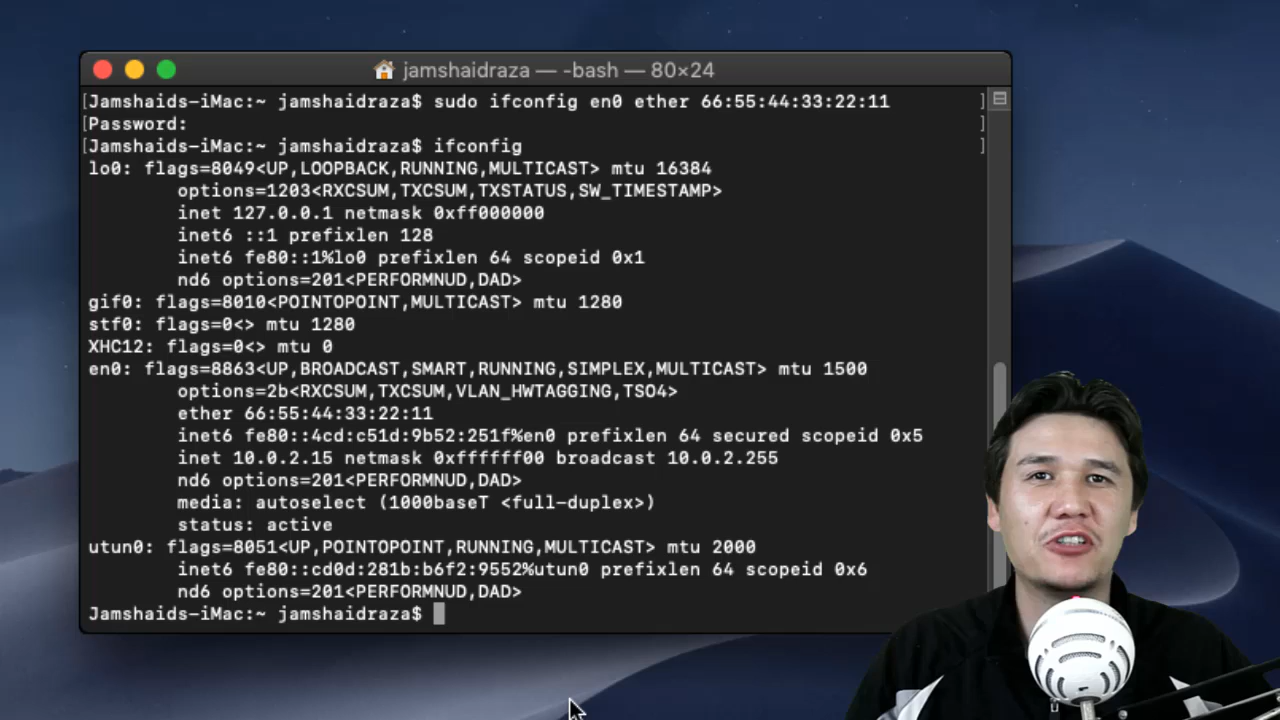 jamshaidraza — -bash — 80×24
[Jamshaids-iMac:~ jamshaidraza$ sudo ifconfig en0 ether 66:55:44:33:22:11 ]
[Password: ]
[Jamshaids-iMac:~ jamshaidraza$ ifconfig ]
lo0: flags=8049<UP,LOOPBACK,RUNNING,MULTICAST> mtu 16384
options=1203<RXCSUM,TXCSUM,TXSTATUS,SW_TIMESTAMP>
inet 127.0.0.1 netmask 0xff000000
inet6 ::1 prefixlen 128
inet6 fe80::1%lo0 prefixlen 64 scopeid 0x1
nd6 options=201<PERFORMNUD,DAD>
gif0: flags=8010<POINTOPOINT,MULTICAST> mtu 1280
stf0: flags=0<> mtu 1280
XHC12: flags=0<> mtu 0
en0: flags=8863<UP,BROADCAST,SMART,RUNNING,SIMPLEX,MULTICAST> mtu 1500
options=2b<RXCSUM,TXCSUM,VLAN_HWTAGGING,TSO4>
ether 66:55:44:33:22:11
inet6 fe80::4cd:c51d:9b52:251f%en0 prefixlen 64 secured scopeid 0x5
inet 10.0.2.15 netmask 0xffffff00 broadcast 10.0.2.255
nd6 options=201<PERFORMNUD,DAD>
media: autoselect (1000baseT <full-duplex>)
status: active
utun0: flags=8051<UP,POINTOPOINT,RUNNING,MULTICAST> mtu 2000
inet6 fe80::cd0d:281b:b6f2:9552%utun0 prefixlen 64 scopeid 0x6
nd6 options=201<PERFORMNUD,DAD>
Jamshaids-iMac:~ jamshaidraza$